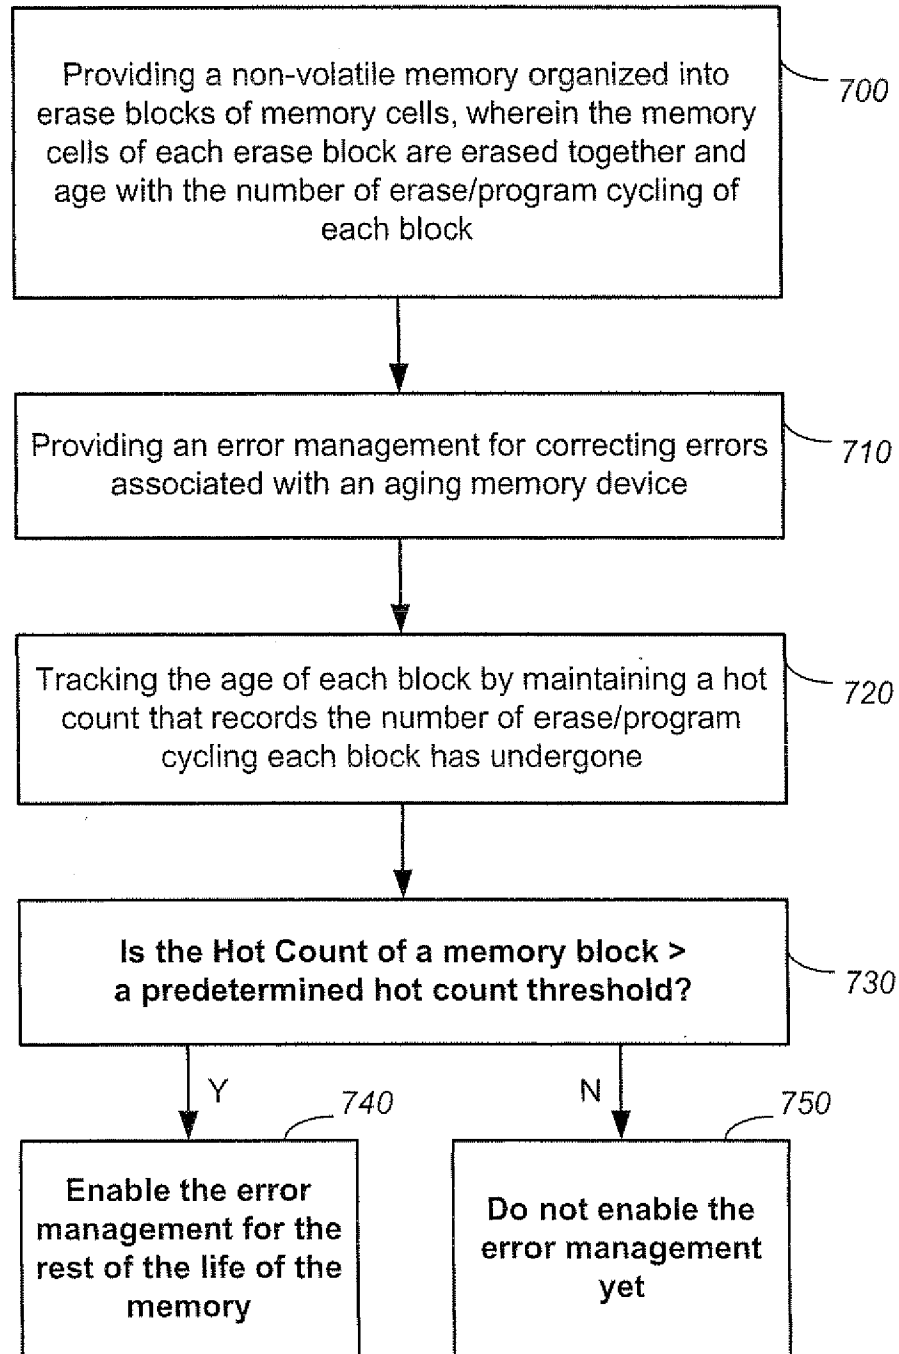 Providing a non-volatile memory organized into
erase blocks of memory cells, wherein the memory
cells of each erase block are erased together and
age with the number of erase/program cycling of
each block
700
Providing an error management for correcting errors
associated with an aging memory device
710
Tracking the age of each block by maintaining a hot
count that records the number of erase/program
cycling each block has undergone
720
Is the Hot Count of a memory block >
a predetermined hot count threshold?
730
Y
N
740
750
Enable the error
management for the
rest of the life of the
memory
Do not enable the
error management
yet